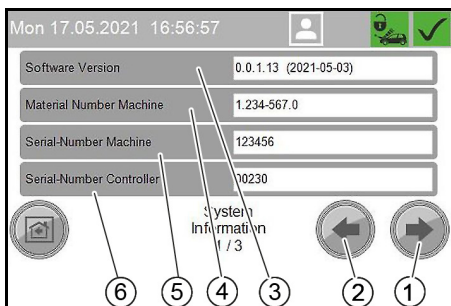 Mon 17.05.2021 16:56:57
Software Version 0.0.1.13 (2021-05-03)
Material Number Machine 1.234-567.0
Serial-Number Machine 123456
Serial-Number Controller 00230
System
Information
1 / 3
6 5 4 3 2 1